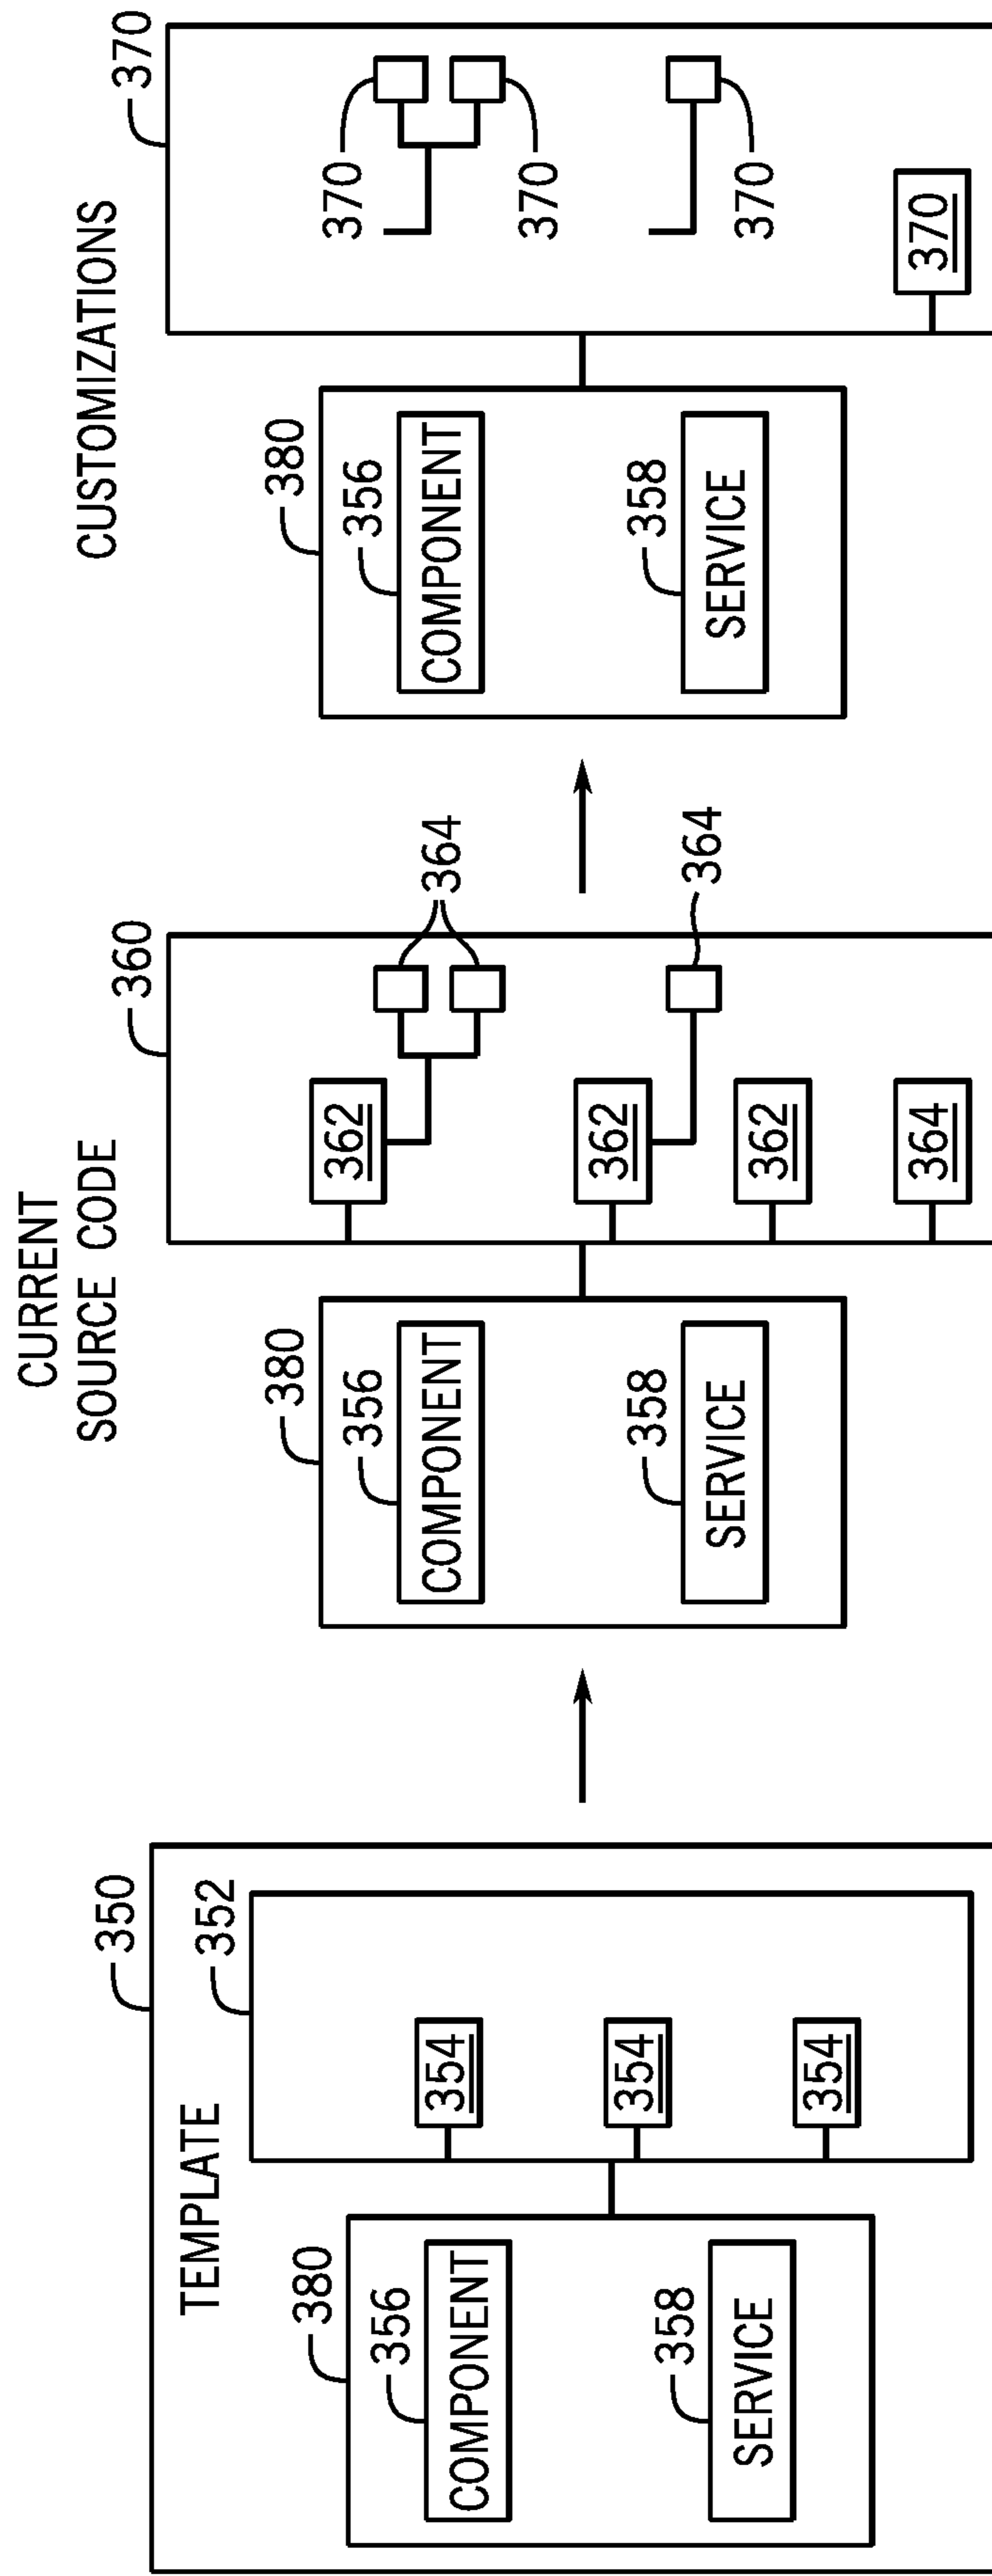 350
TEMPLATE
352
380
356
COMPONENT
358
SERVICE
354
354
354
CURRENT
SOURCE CODE
360
380
356
COMPONENT
358
SERVICE
362
364
362
364
362
364
CUSTOMIZATIONS
370
380
356
COMPONENT
358
SERVICE
370
370
370
370